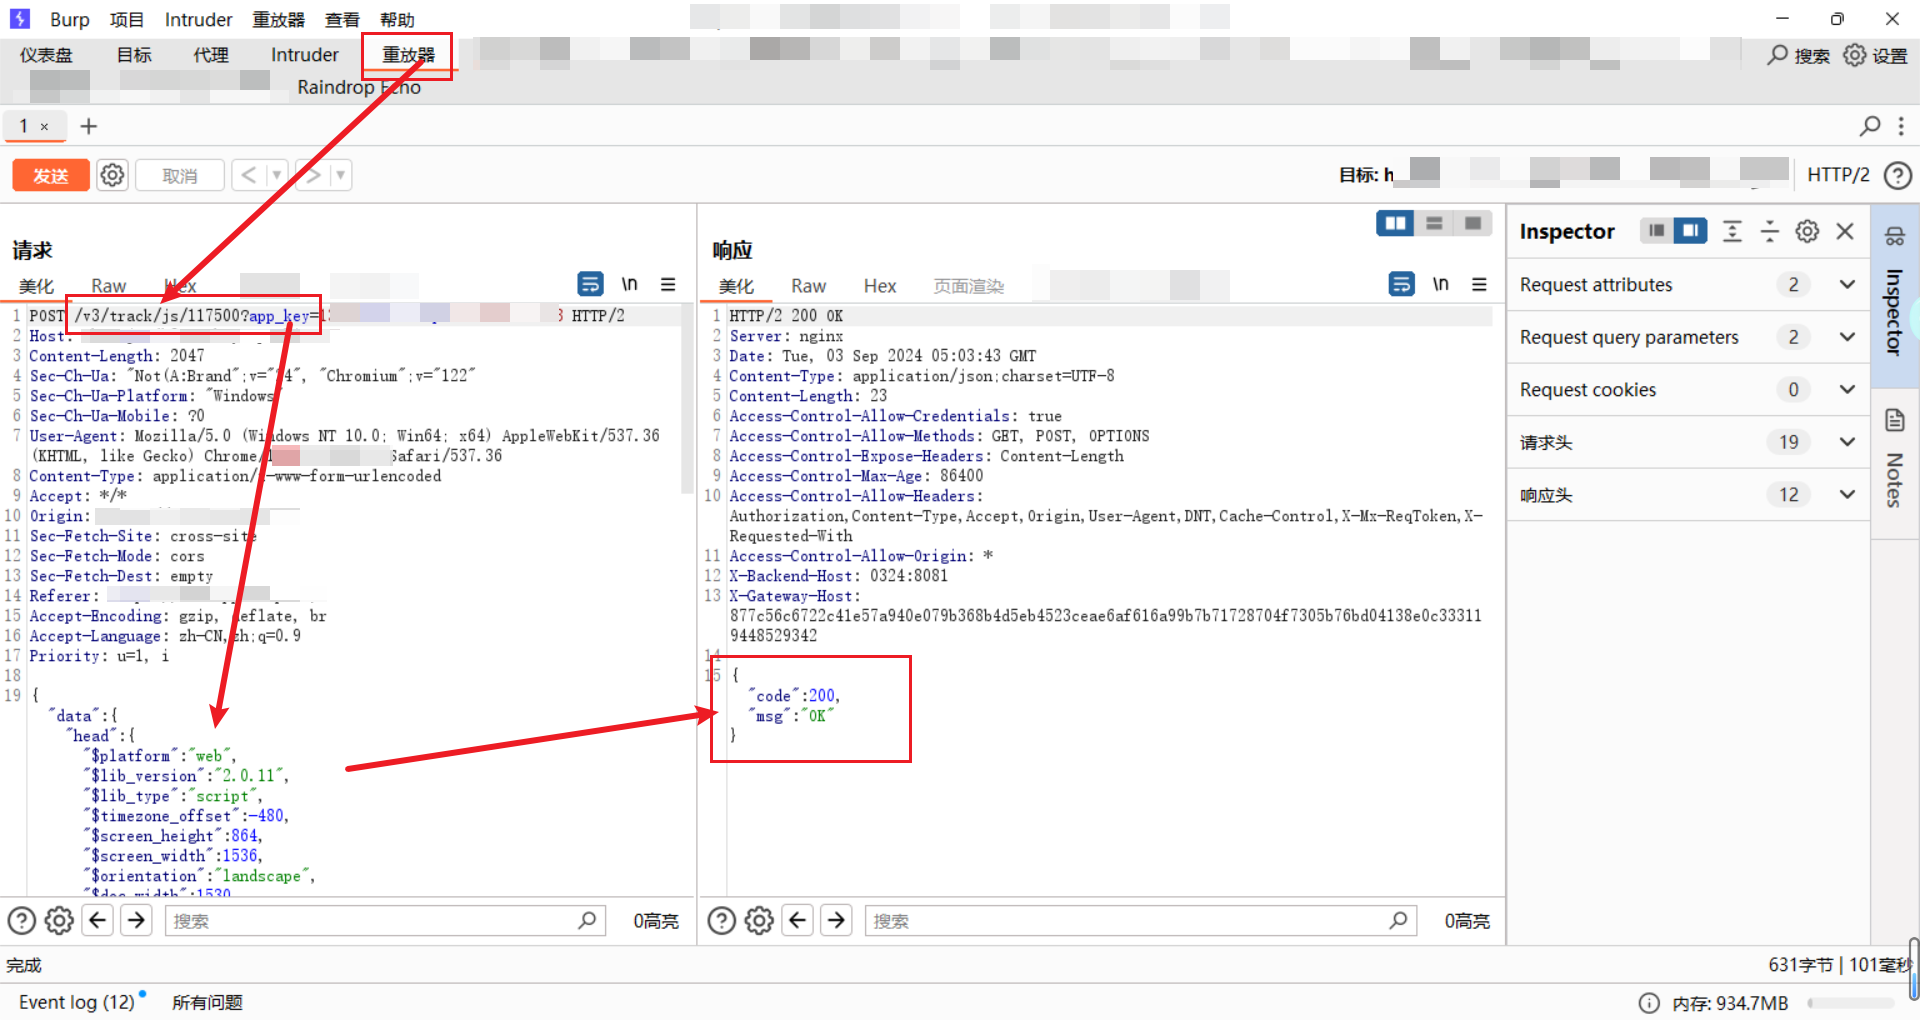 Burp 项目 Intruder 重放器 查看 帮助
仪表盘 目标 代理 Intruder 重放器 搜索 设置
Raindrop Echo
1 × +
发送 取消 < > 目标: h HTTP/2
请求
美化 Raw Hex \n
1 POST /v3/track/js/117500?app_key=1 3 HTTP/2
2 Host:
3 Content-Length: 2047
4 Sec-Ch-Ua: "Not(A:Brand";v="24", "Chromium";v="122"
5 Sec-Ch-Ua-Platform: "Windows
6 Sec-Ch-Ua-Mobile: ?0
7 User-Agent: Mozilla/5.0 (Windows NT 10.0; Win64; x64) AppleWebKit/537.36
(KHTML, like Gecko) Chrome/ Safari/537.36
8 Content-Type: application/x-www-form-urlencoded
9 Accept: */*
10 Origin:
11 Sec-Fetch-Site: cross-site
12 Sec-Fetch-Mode: cors
13 Sec-Fetch-Dest: empty
14 Referer:
15 Accept-Encoding: gzip, deflate, br
16 Accept-Language: zh-CN,zh;q=0.9
17 Priority: u=1, i
18
19 {
"data":{
"head":{
"$platform":"web",
"$lib_version":"2.0.11",
"$lib_type":"script",
"$timezone_offset":-480,
"$screen_height":864,
"$screen_width":1536,
"$orientation":"landscape",
"$doc_width":1530
搜索 0高亮
响应
美化 Raw Hex 页面渲染 \n
1 HTTP/2 200 OK
2 Server: nginx
3 Date: Tue, 03 Sep 2024 05:03:43 GMT
4 Content-Type: application/json;charset=UTF-8
5 Content-Length: 23
6 Access-Control-Allow-Credentials: true
7 Access-Control-Allow-Methods: GET, POST, OPTIONS
8 Access-Control-Expose-Headers: Content-Length
9 Access-Control-Max-Age: 86400
10 Access-Control-Allow-Headers:
Authorization,Content-Type,Accept,Origin,User-Agent,DNT,Cache-Control,X-Mx-ReqToken,X-
Requested-With
11 Access-Control-Allow-Origin: *
12 X-Backend-Host: 0324:8081
13 X-Gateway-Host:
877c56c6722c41e57a940e079b368b4d5eb4523ceae6af616a99b7b71728704f7305b76bd04138e0c33311
9448529342
14
15 {
"code":200,
"msg":"OK"
}
搜索 0高亮
Inspector
Request attributes 2
Request query parameters 2
Request cookies 0
请求头 19
响应头 12
Inspector
Notes
完成 631字节 | 101毫秒
Event log (12) 所有问题 内存: 934.7MB